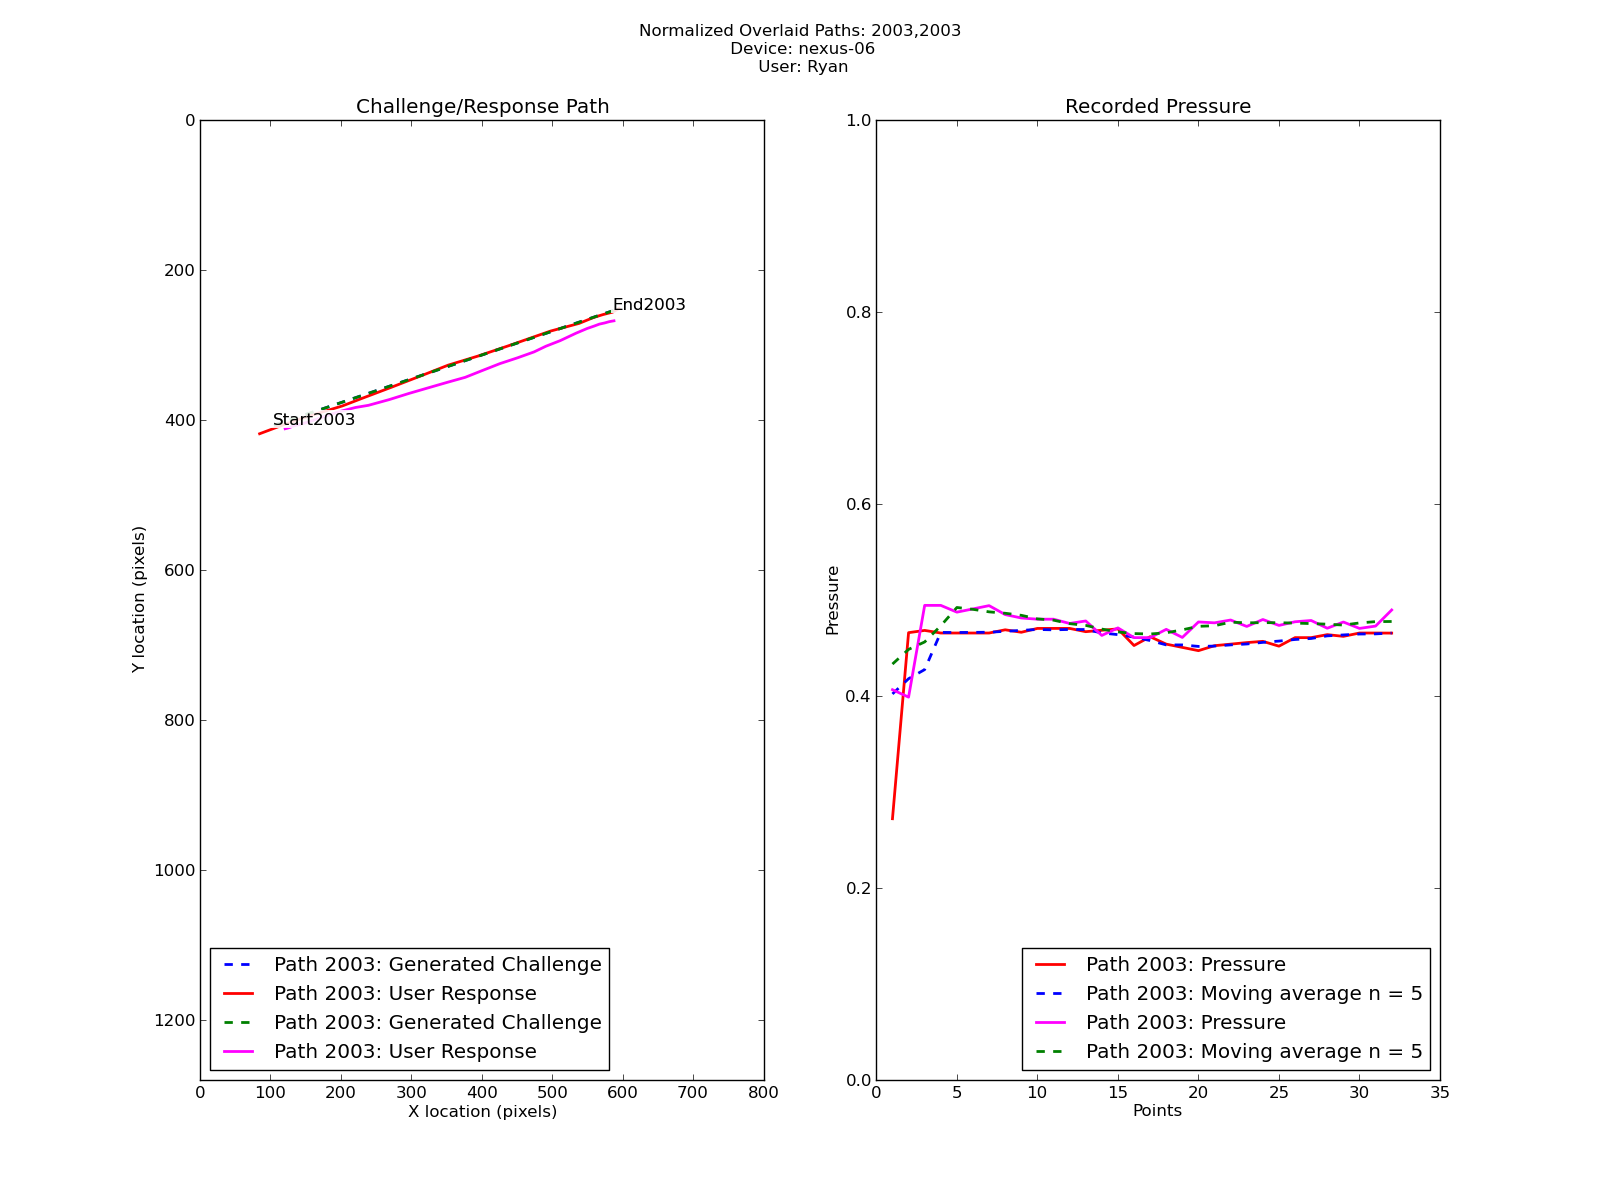 Normalized Overlaid Paths: 2003,2003
Device: nexus-06
User: Ryan
Challenge/Response Path
0
200
400
600
800
1000
1200
Y location (pixels)
End2003
Start2003
Path 2003: Generated Challenge
Path 2003: User Response
Path 2003: Generated Challenge
Path 2003: User Response
0 100 200 300 400 500 600 700 800
X location (pixels)
Recorded Pressure
1.0
0.8
0.6
0.4
0.2
0.0
Pressure
Path 2003: Pressure
Path 2003: Moving average n = 5
Path 2003: Pressure
Path 2003: Moving average n = 5
0 5 10 15 20 25 30 35
Points